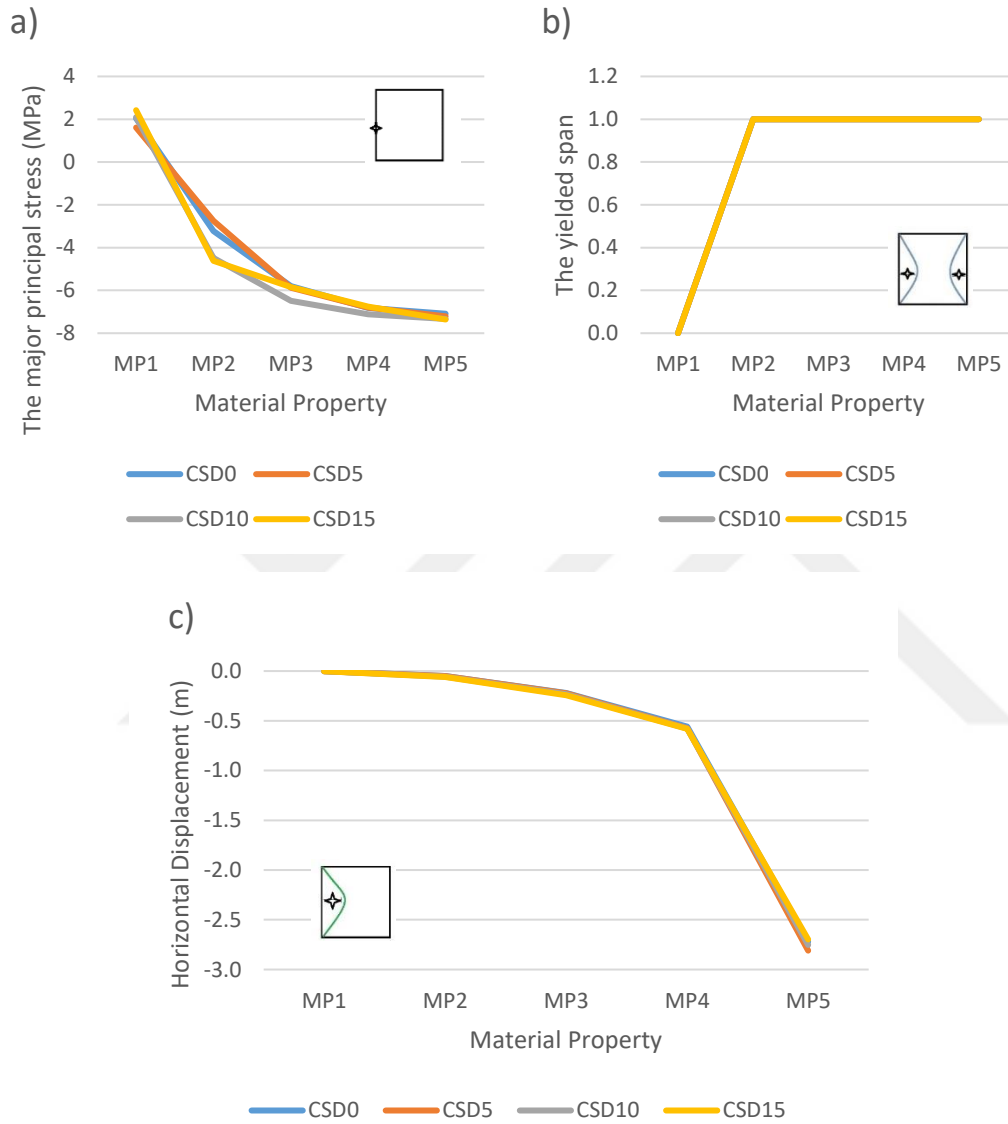 a)
The major principal stress (MPa)
4
2
0
-2
-4
-6
-8
MP1 MP2 MP3 MP4 MP5
Material Property
CSD0 CSD5
CSD10 CSD15
b)
The yielded span
1.2
1.0
0.8
0.6
0.4
0.2
0.0
MP1 MP2 MP3 MP4 MP5
Material Property
CSD0 CSD5
CSD10 CSD15
c)
Horizontal Displacement (m)
0.0
-0.5
-1.0
-1.5
-2.0
-2.5
-3.0
MP1 MP2 MP3 MP4 MP5
Material Property
CSD0 CSD5 CSD10 CSD15